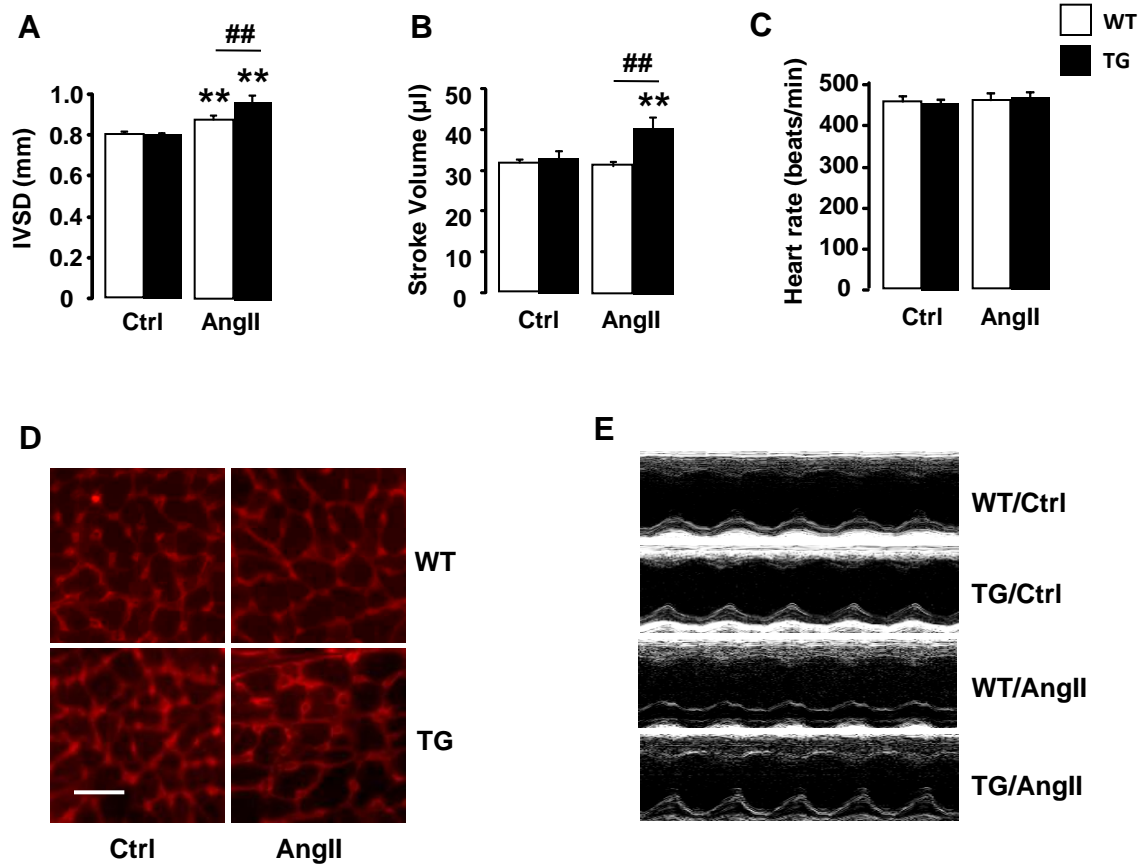 A
##
**
**
1.0
0.8
0.6
0.4
0.2
0
IVSD (mm)
Ctrl
AngII
B
##
**
50
40
30
20
10
0
Stroke Volume (µl)
Ctrl
AngII
C
WT
TG
500
400
300
200
100
0
Heart rate (beats/min)
Ctrl
AngII
D
WT
TG
Ctrl
AngII
E
WT/Ctrl
TG/Ctrl
WT/AngII
TG/AngII